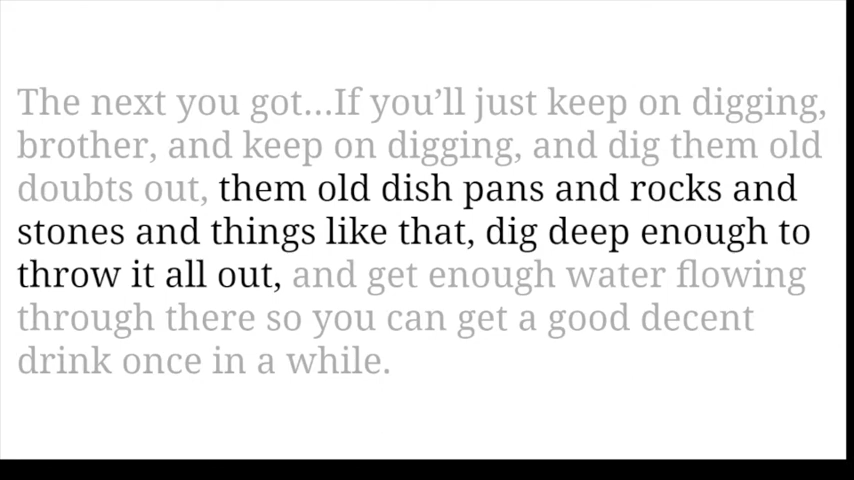 The next you got…If you’ll just keep on digging,
brother, and keep on digging, and dig them old
doubts out, them old dish pans and rocks and
stones and things like that, dig deep enough to
throw it all out, and get enough water flowing
through there so you can get a good decent
drink once in a while.